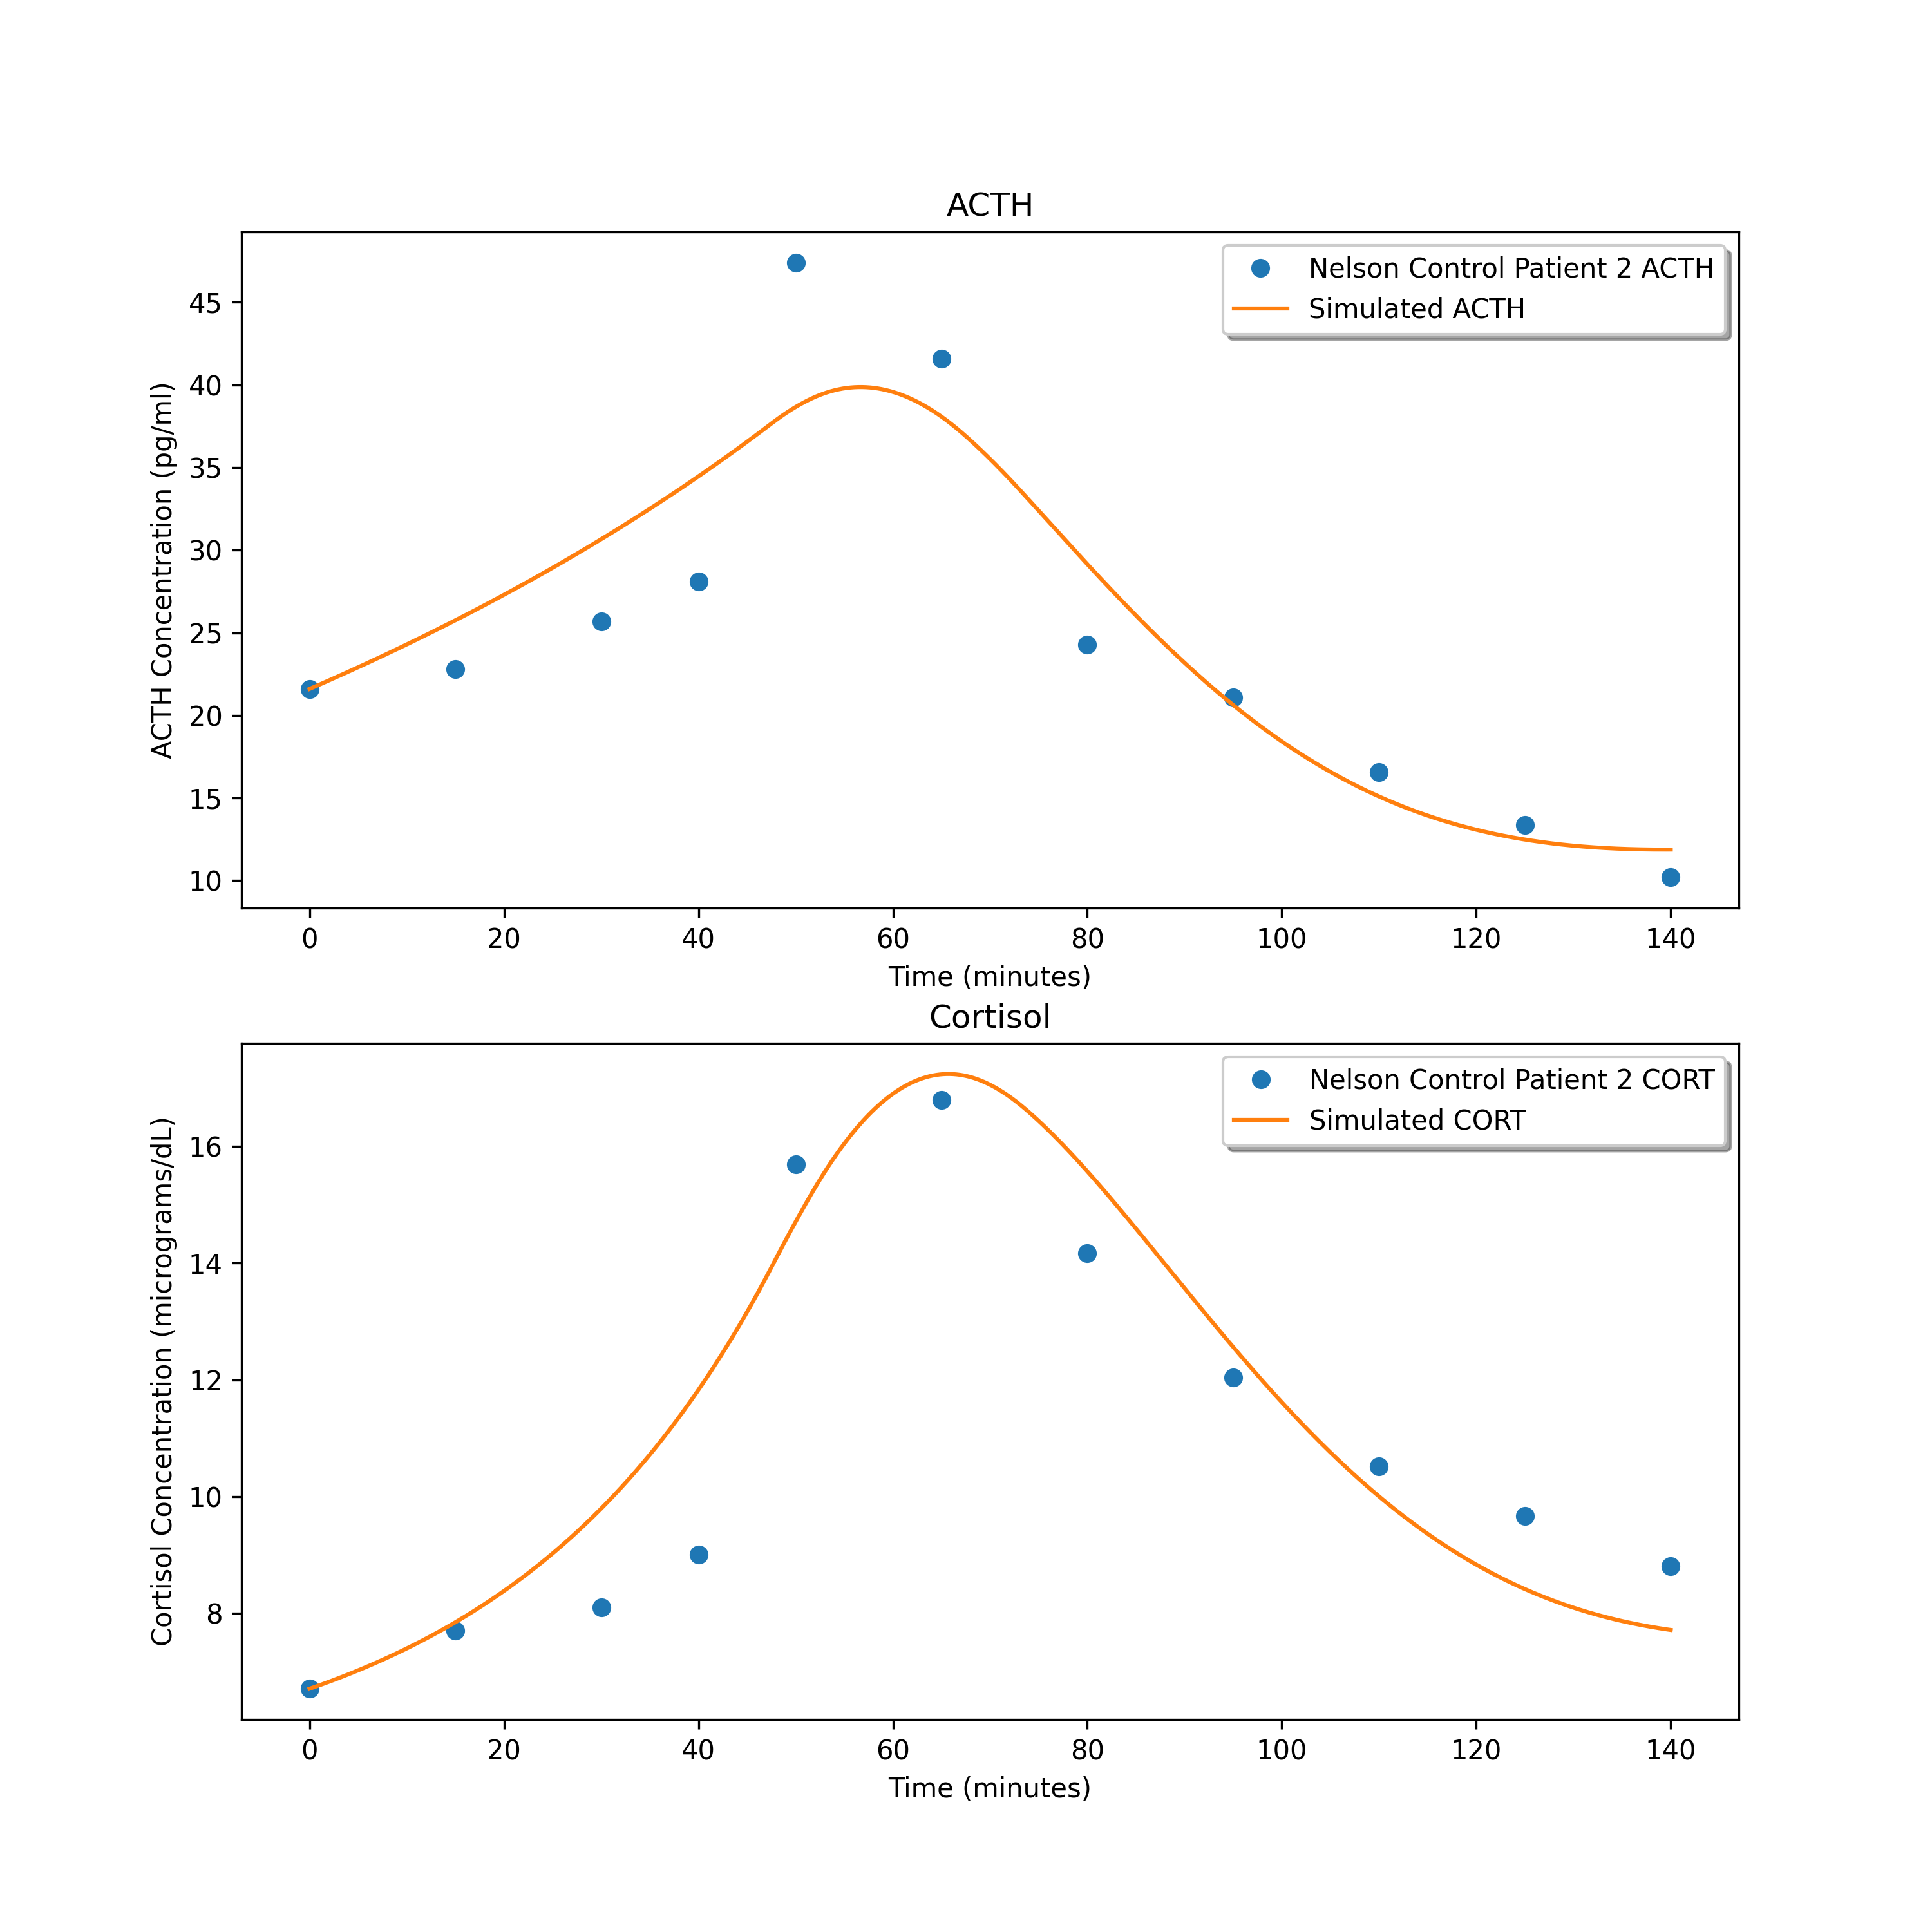 ACTH
Nelson Control Patient 2 ACTH
Simulated ACTH
45
40
35
30
25
20
15
10
ACTH Concentration (pg/ml)
0 20 40 60 80 100 120 140
Time (minutes)
Cortisol
Nelson Control Patient 2 CORT
Simulated CORT
16
14
12
10
8
Cortisol Concentration (micrograms/dL)
0 20 40 60 80 100 120 140
Time (minutes)